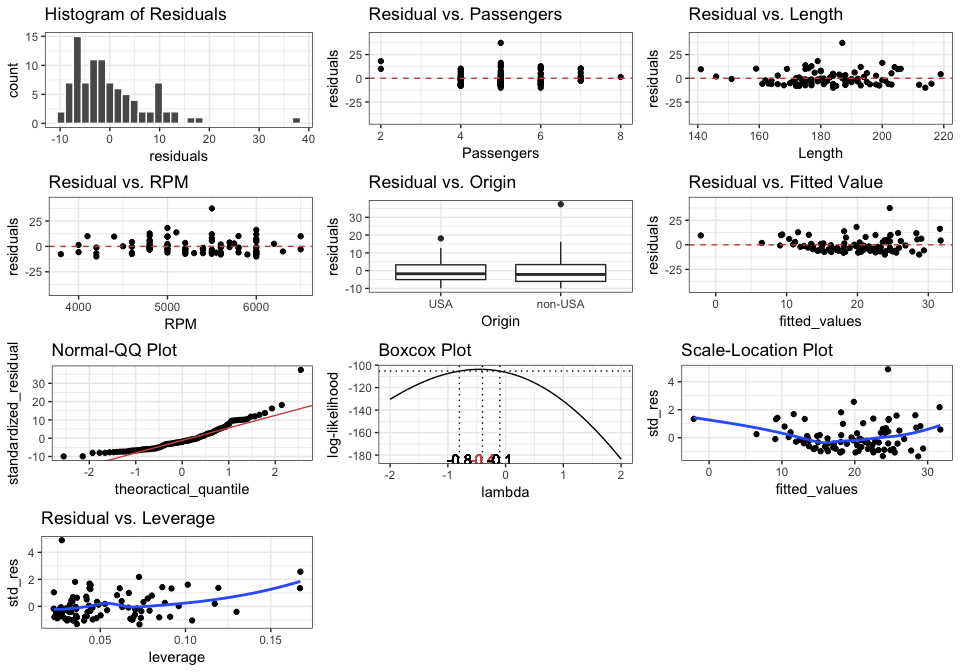 Histogram of Residuals
15
10
5
0
count
-10 0 10 20 30 40
residuals
Residual vs. Passengers
25
0
-25
residuals
2 4 6 8
Passengers
Residual vs. Length
25
0
-25
residuals
140 160 180 200 220
Length
Residual vs. RPM
25
0
-25
residuals
4000 5000 6000
RPM
Residual vs. Origin
30
20
10
0
-10
residuals
USA non-USA
Origin
Residual vs. Fitted Value
25
0
-25
residuals
0 10 20 30
fitted_values
Normal-QQ Plot
30
20
10
0
-10
standardized_residual
-2 -1 0 1 2
theoractical_quantile
Boxcox Plot
-100
-120
-140
-160
-180
log-likelihood
-0.8 -0.4 -0.1
-2 -1 0 1 2
lambda
Scale-Location Plot
4
2
0
std_res
0 10 20 30
fitted_values
Residual vs. Leverage
4
2
0
std_res
0.05 0.10 0.15
leverage